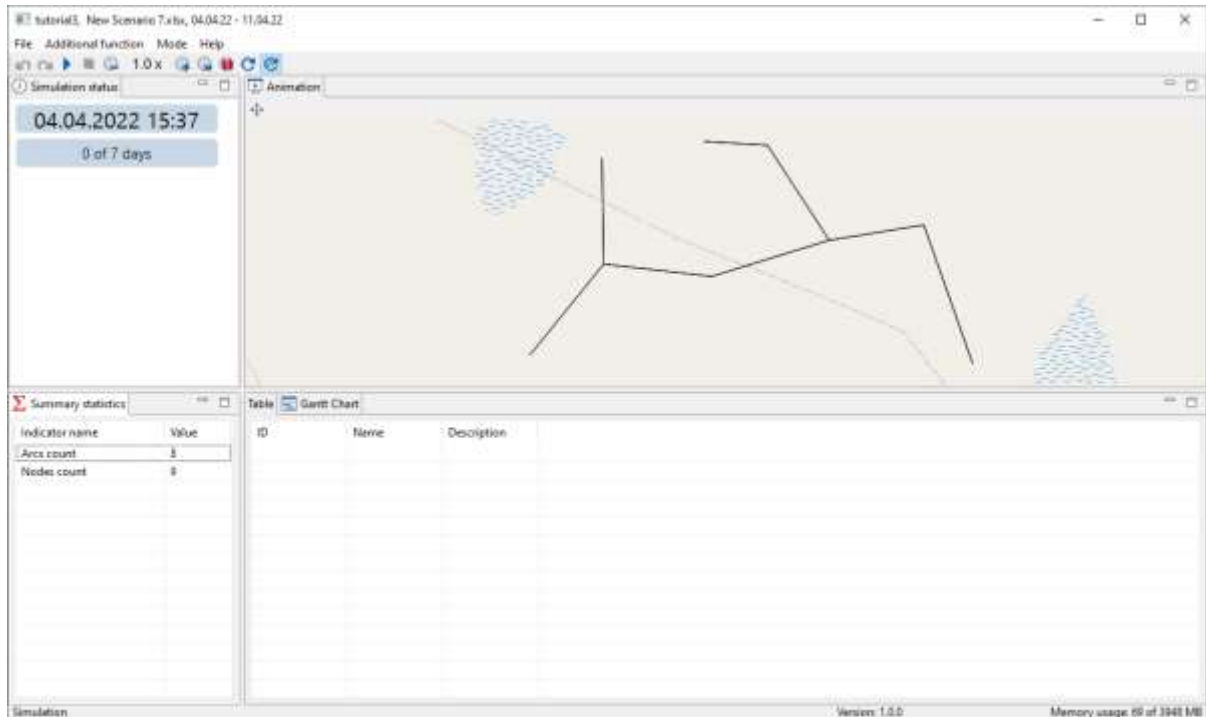 tutorial3, New Scenario 7.xlsx, 04.04.22 - 11.04.22
File Additional function Mode Help
1.0 x
Simulation status
Animation
04.04.2022 15:37
0 of 7 days
Summary statistics
Table Gantt Chart
Indicator name Value
ID Name Description
Arcs count 8
Nodes count
Simulation
Version: 1.0.0
Memory usage: 69 of 3948 MB